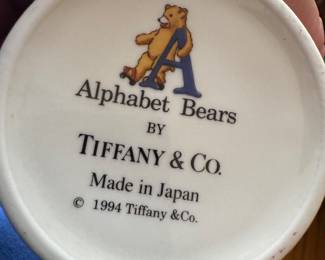 A
Alphabet Bears
BY
TIFFANY & CO.
Made in Japan
© 1994 Tiffany &Co.